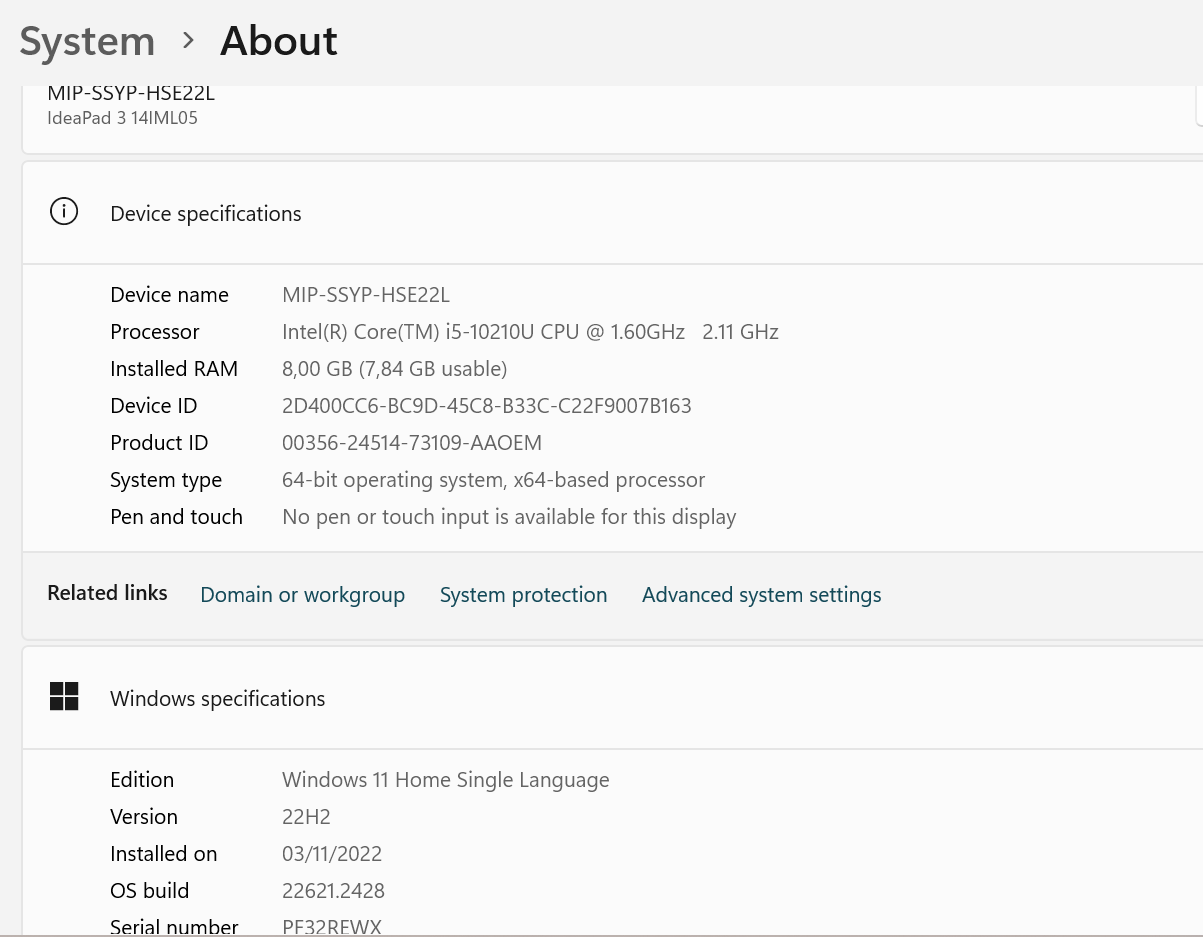 System > About
MIP-SSYP-HSE22L
IdeaPad 3 14IML05
Device specifications
Device name MIP-SSYP-HSE22L
Processor Intel(R) Core(TM) i5-10210U CPU @ 1.60GHz 2.11 GHz
Installed RAM 8,00 GB (7,84 GB usable)
Device ID 2D400CC6-BC9D-45C8-B33C-C22F9007B163
Product ID 00356-24514-73109-AAOEM
System type 64-bit operating system, x64-based processor
Pen and touch No pen or touch input is available for this display
Related links Domain or workgroup System protection Advanced system settings
Windows specifications
Edition Windows 11 Home Single Language
Version 22H2
Installed on 03/11/2022
OS build 22621.2428
Serial number PF32REWX